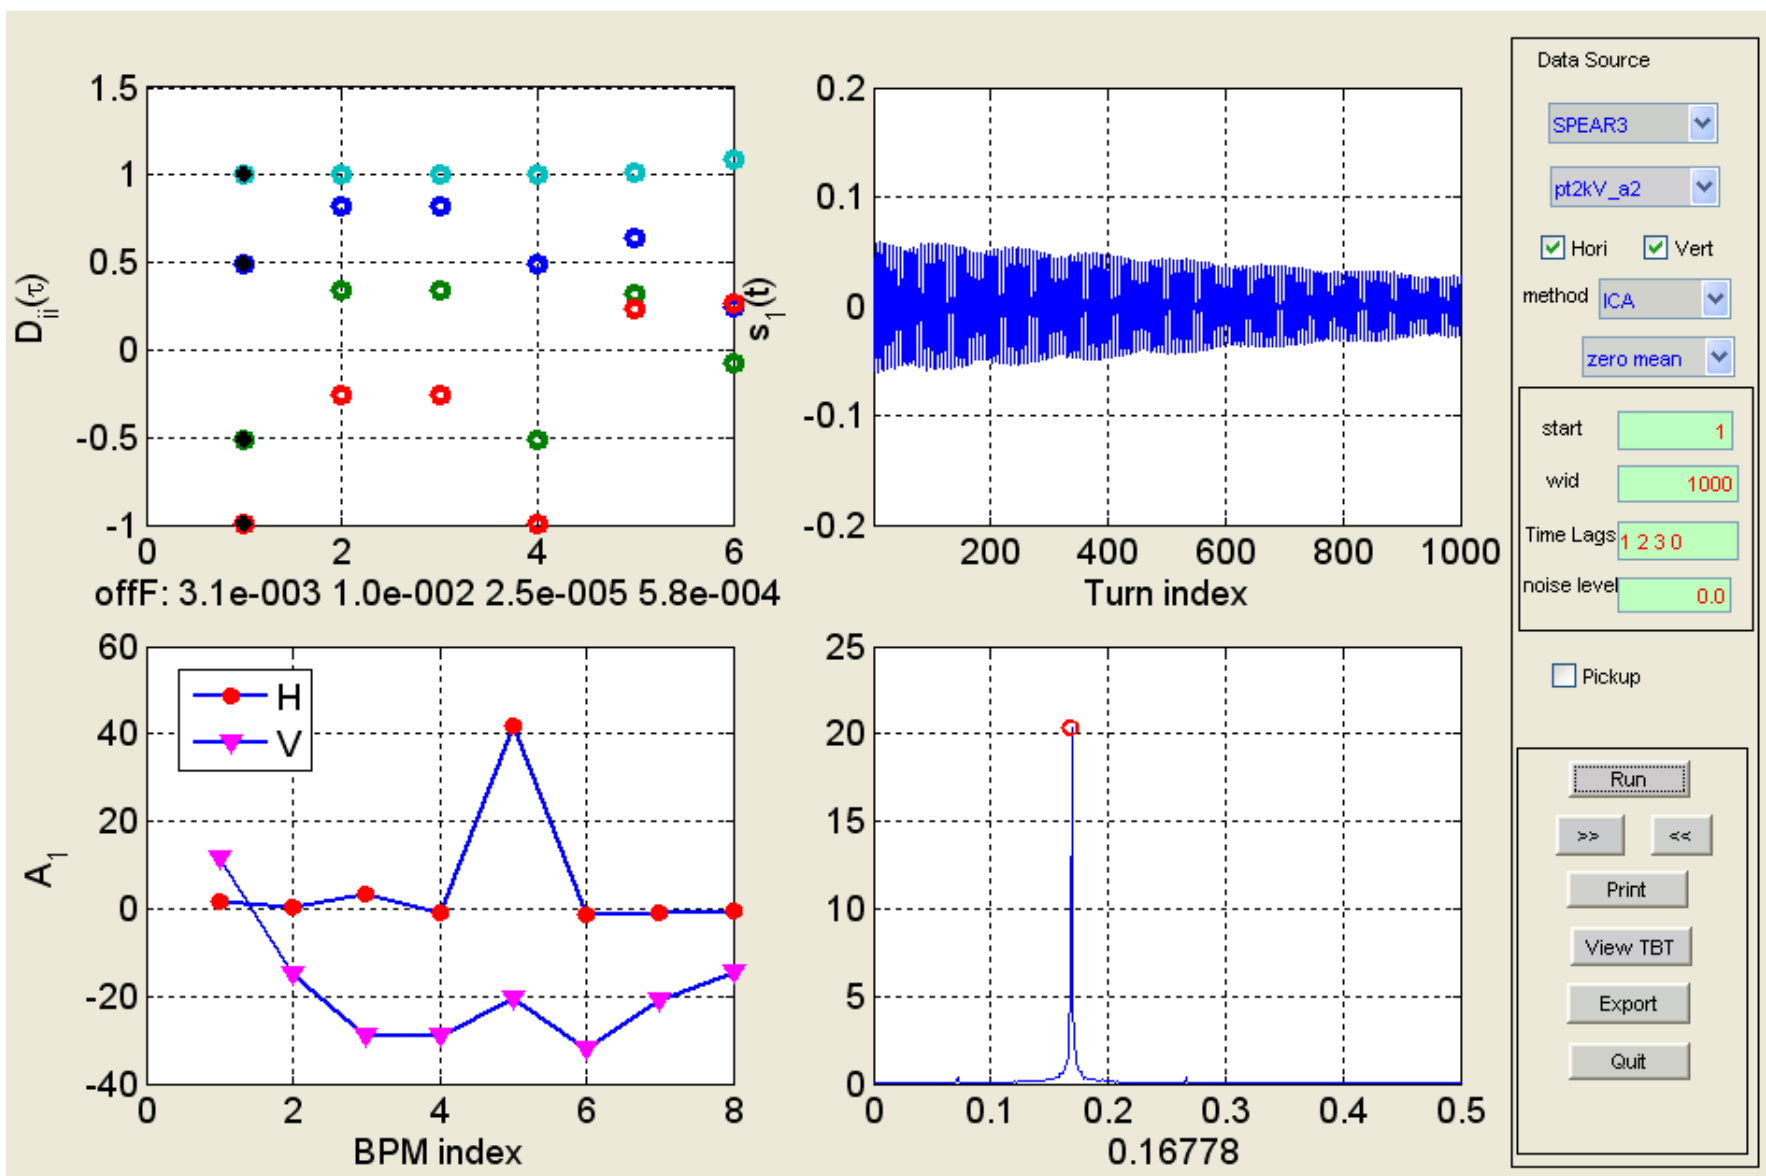 1.5
1
0.5
0
-0.5
-1
0
2
4
6
D_ii(τ)
offF: 3.1e-003 1.0e-002 2.5e-005 5.8e-004
0.2
0.1
0
-0.1
-0.2
200
400
600
800
1000
s_1(t)
Turn index
60
40
20
0
-20
-40
0
2
4
6
8
H
V
A_1
BPM index
25
20
15
10
5
0
0
0.1
0.2
0.3
0.4
0.5
0.16778
Data Source
SPEAR3
pt2kV_a2
Hori Vert
method ICA
zero mean
start 1
wid 1000
Time Lags 1 2 3 0
noise level 0.0
Pickup
Run
>> <<
Print
View TBT
Export
Quit